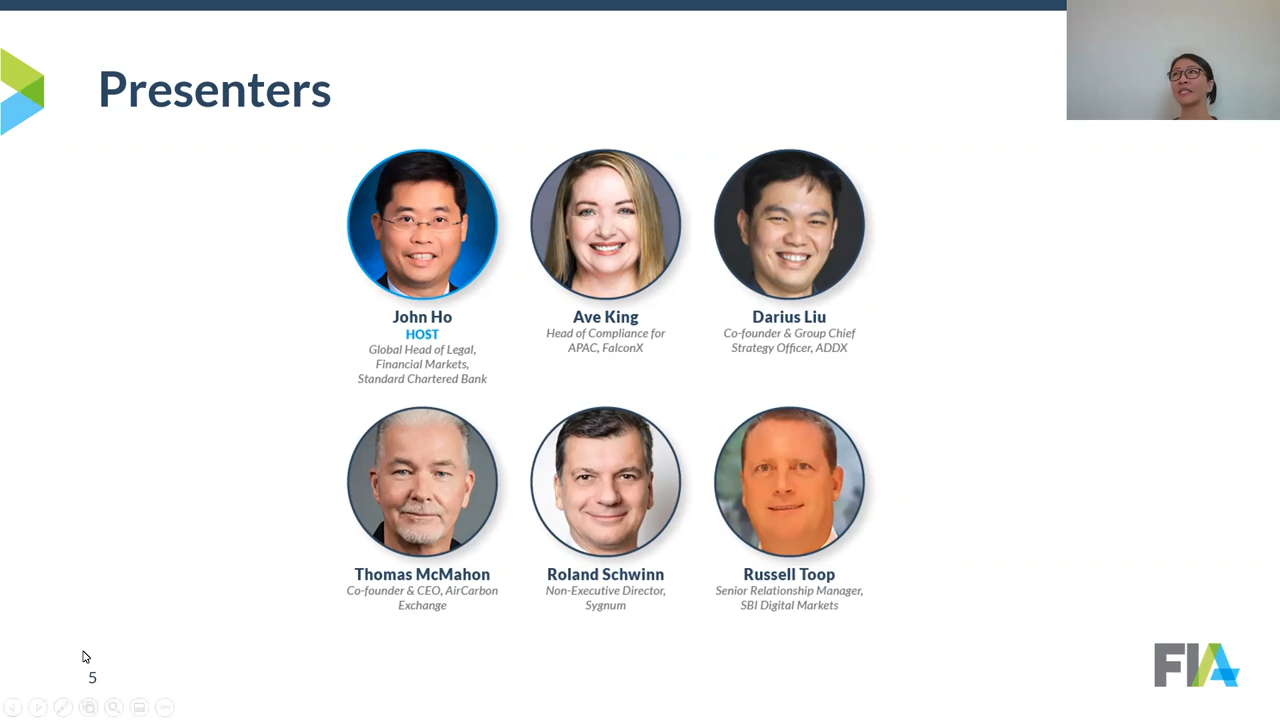 Presenters
John Ho
HOST
Global Head of Legal,
Financial Markets,
Standard Chartered Bank
Ave King
Head of Compliance for
APAC, FalconX
Darius Liu
Co-founder & Group Chief
Strategy Officer, ADDX
Thomas McMahon
Co-founder & CEO, AirCarbon
Exchange
Roland Schwinn
Non-Executive Director,
Sygnum
Russell Toop
Senior Relationship Manager,
SBI Digital Markets
5
FIA